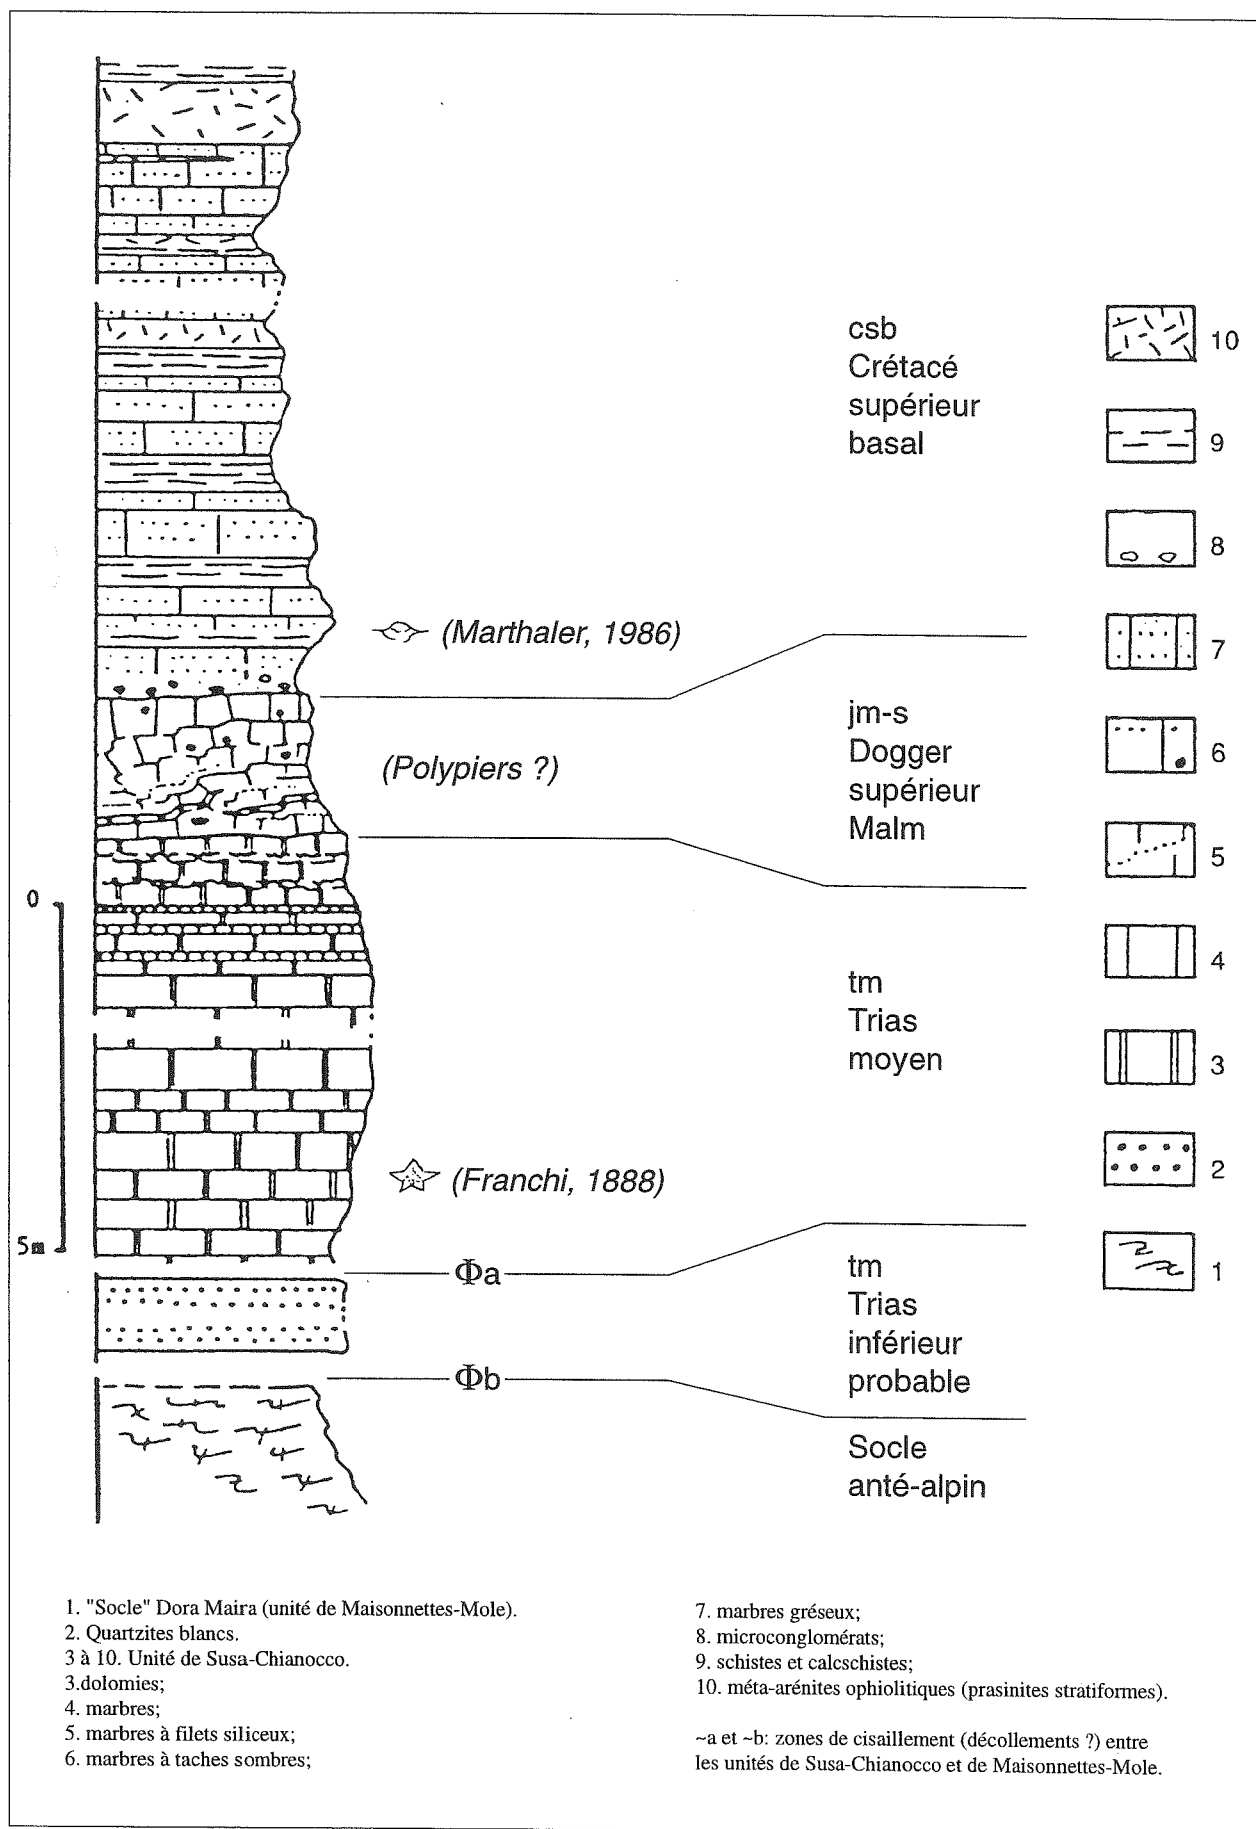 csb
Crétacé
supérieur
basal
(Marthaler, 1986)
jm-s
Dogger
supérieur
Malm
(Polypiers ?)
tm
Trias
moyen
(Franchi, 1888)
Φa
tm
Trias
inférieur
probable
Φb
Socle
anté-alpin
0
5m
10
9
8
7
6
5
4
3
2
1
1. "Socle" Dora Maira (unité de Maisonnettes-Mole).
2. Quartzites blancs.
3 à 10. Unité de Susa-Chianocco.
3.dolomies;
4. marbres;
5. marbres à filets siliceux;
6. marbres à taches sombres;
7. marbres gréseux;
8. microconglomérats;
9. schistes et calcschistes;
10. méta-arénites ophiolitiques (prasinites stratiformes).
~a et ~b: zones de cisaillement (décollements ?) entre
les unités de Susa-Chianocco et de Maisonnettes-Mole.